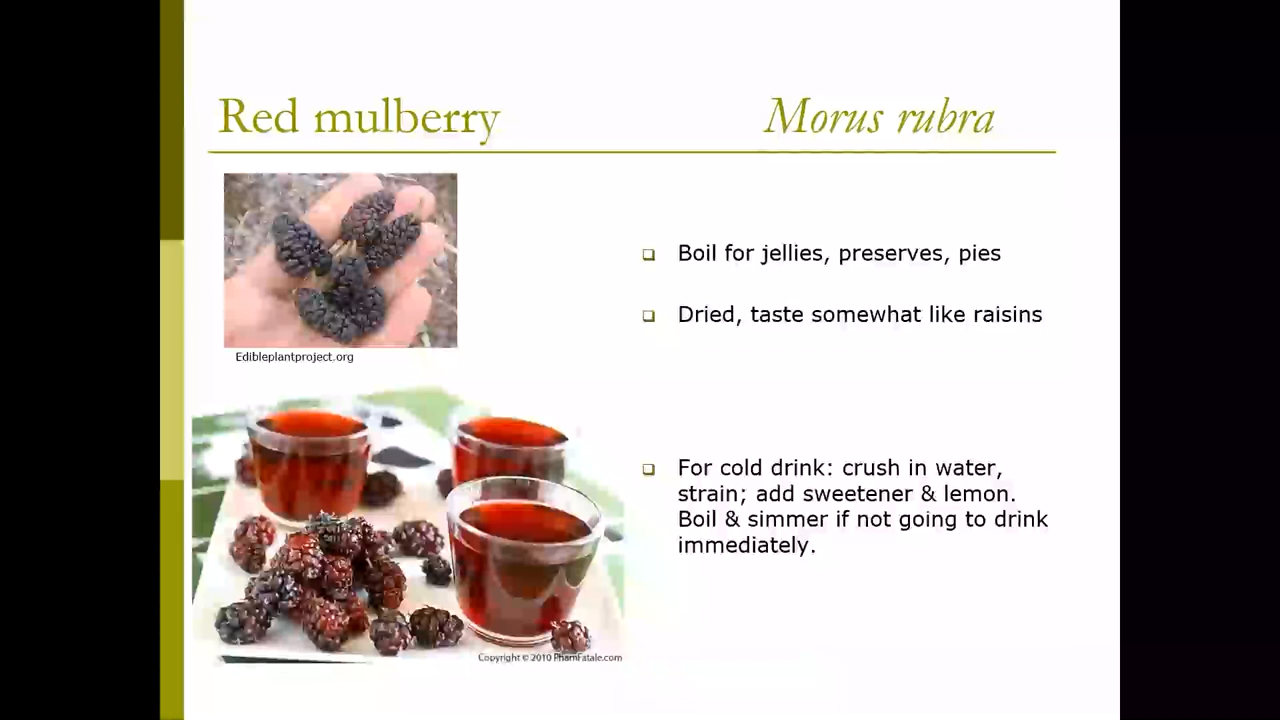 Red mulberry
Morus rubra
Boil for jellies, preserves, pies
Dried, taste somewhat like raisins
Edibleplantproject.org
For cold drink: crush in water,
strain; add sweetener & lemon.
Boil & simmer if not going to drink
immediately.
Copyright © 2010 PhamFatale.com